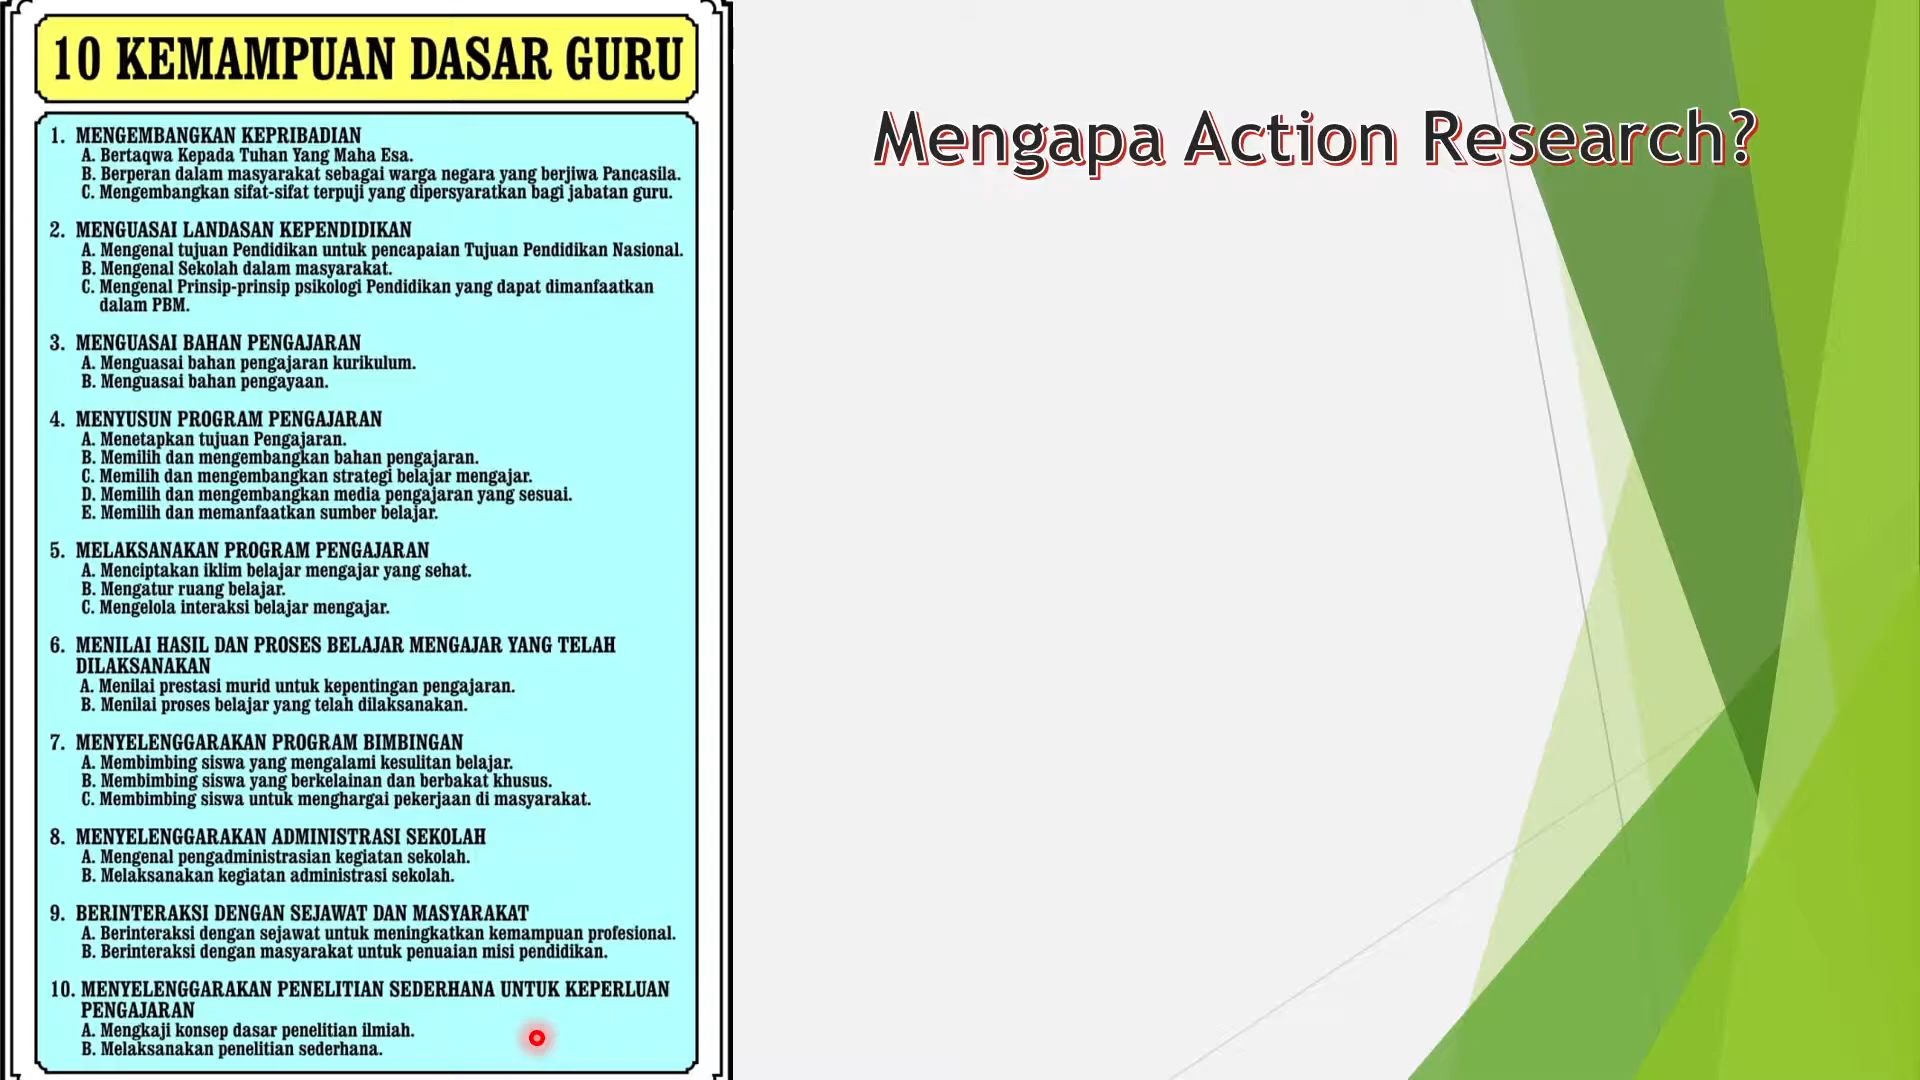 10 KEMAMPUAN DASAR GURU
1. MENGEMBANGKAN KEPRIBADIAN
A. Bertaqwa Kepada Tuhan Yang Maha Esa.
B. Berperan dalam masyarakat sebagai warga negara yang berjiwa Pancasila.
C. Mengembangkan sifat-sifat terpuji yang dipersyaratkan bagi jabatan guru.
2. MENGUASAI LANDASAN KEPENDIDIKAN
A. Mengenal tujuan Pendidikan untuk pencapaian Tujuan Pendidikan Nasional.
B. Mengenal Sekolah dalam masyarakat.
C. Mengenal Prinsip-prinsip psikologi Pendidikan yang dapat dimanfaatkan
dalam PBM.
3. MENGUASAI BAHAN PENGAJARAN
A. Menguasai bahan pengajaran kurikulum.
B. Menguasai bahan pengayaan.
4. MENYUSUN PROGRAM PENGAJARAN
A. Menetapkan tujuan Pengajaran.
B. Memilih dan mengembangkan bahan pengajaran.
C. Memilih dan mengembangkan strategi belajar mengajar.
D. Memilih dan mengembangkan media pengajaran yang sesuai.
E. Memilih dan memanfaatkan sumber belajar.
5. MELAKSANAKAN PROGRAM PENGAJARAN
A. Menciptakan iklim belajar mengajar yang sehat.
B. Mengatur ruang belajar.
C. Mengelola interaksi belajar mengajar.
6. MENILAI HASIL DAN PROSES BELAJAR MENGAJAR YANG TELAH
DILAKSANAKAN
A. Menilai prestasi murid untuk kepentingan pengajaran.
B. Menilai proses belajar yang telah dilaksanakan.
7. MENYELENGGARAKAN PROGRAM BIMBINGAN
A. Membimbing siswa yang mengalami kesulitan belajar.
B. Membimbing siswa yang berkelainan dan berbakat khusus.
C. Membimbing siswa untuk menghargai pekerjaan di masyarakat.
8. MENYELENGGARAKAN ADMINISTRASI SEKOLAH
A. Mengenal pengadministrasian kegiatan sekolah.
B. Melaksanakan kegiatan administrasi sekolah.
9. BERINTERAKSI DENGAN SEJAWAT DAN MASYARAKAT
A. Berinteraksi dengan sejawat untuk meningkatkan kemampuan profesional.
B. Berinteraksi dengan masyarakat untuk penuaian misi pendidikan.
10. MENYELENGGARAKAN PENELITIAN SEDERHANA UNTUK KEPERLUAN
PENGAJARAN
A. Mengkaji konsep dasar penelitian ilmiah.
B. Melaksanakan penelitian sederhana.
Mengapa Action Research?